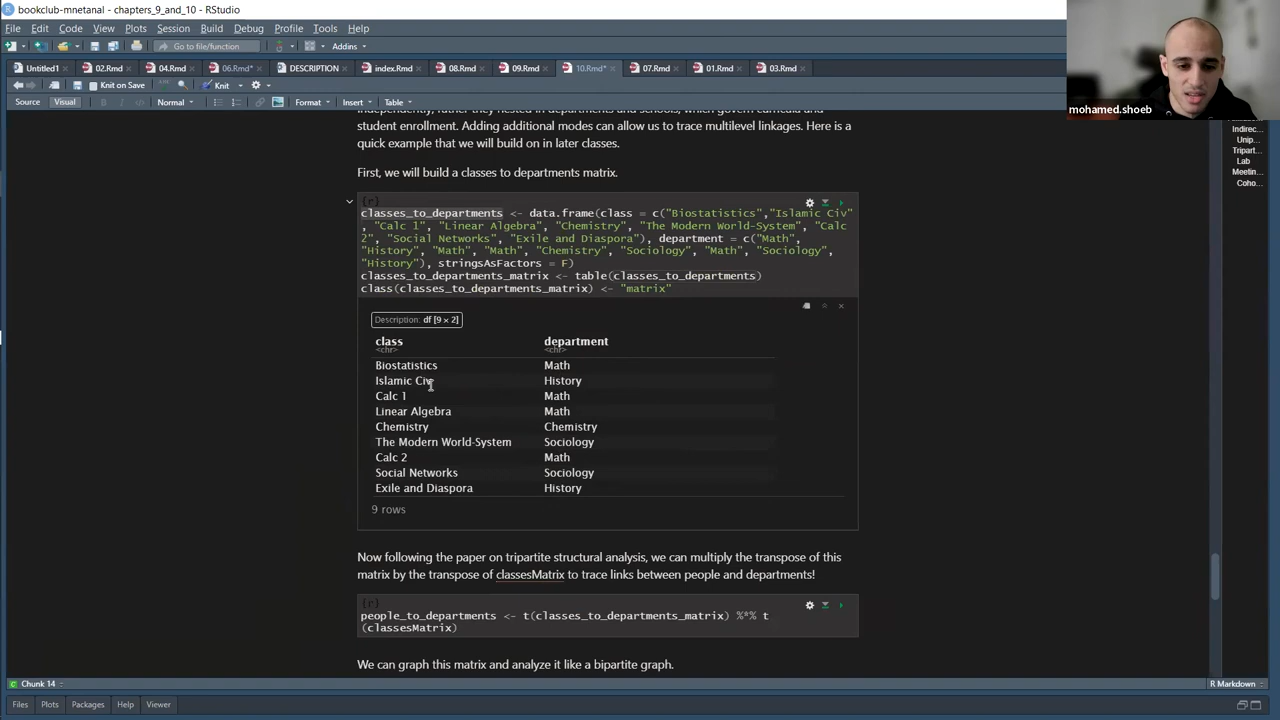 bookclub-mnetanal - chapters_9_and_10 - RStudio
File Edit Code View Plots Session Build Debug Profile Tools Help
Go to file/function Addins
Untitled1 02.Rmd 04.Rmd 06.Rmd* DESCRIPTION index.Rmd 08.Rmd 09.Rmd 10.Rmd* 07.Rmd 01.Rmd 03.Rmd
Knit on Save Knit
Source Visual B I Normal Format Insert Table
mohamed.shoeb
student enrollment. Adding additional modes can allow us to trace multilevel linkages. Here is a
quick example that we will build on in later classes.
First, we will build a classes to departments matrix.
{r}
classes_to_departments <- data.frame(class = c("Biostatistics","Islamic Civ"
, "Calc 1", "Linear Algebra", "Chemistry", "The Modern World-System", "Calc
2", "Social Networks", "Exile and Diaspora"), department = c("Math",
"History", "Math", "Math", "Chemistry", "Sociology", "Math", "Sociology",
"History"), stringsAsFactors = F)
classes_to_departments_matrix <- table(classes_to_departments)
class(classes_to_departments_matrix) <- "matrix"
Description: df [9 × 2]
class department
<chr> <chr>
Biostatistics Math
Islamic Civ History
Calc 1 Math
Linear Algebra Math
Chemistry Chemistry
The Modern World-System Sociology
Calc 2 Math
Social Networks Sociology
Exile and Diaspora History
9 rows
Now following the paper on tripartite structural analysis, we can multiply the transpose of this
matrix by the transpose of classesMatrix to trace links between people and departments!
{r}
people_to_departments <- t(classes_to_departments_matrix) %*% t
(classesMatrix)
We can graph this matrix and analyze it like a bipartite graph.
Indirec...
Unip...
Tripart...
Lab
Meetin...
Coho...
Chunk 14 R Markdown
Files Plots Packages Help Viewer